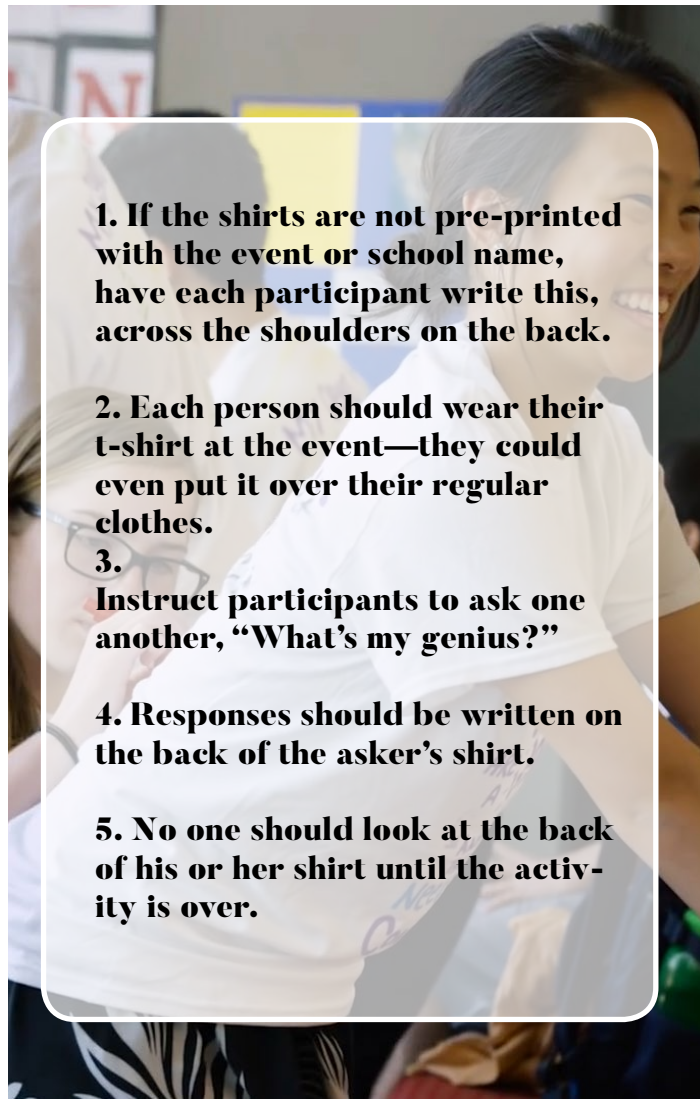 N
1. If the shirts are not pre-printed
with the event or school name,
have each participant write this,
across the shoulders on the back.
2. Each person should wear their
t-shirt at the event—they could
even put it over their regular
clothes.
3.
Instruct participants to ask one
another, “What’s my genius?”
4. Responses should be written on
the back of the asker’s shirt.
5. No one should look at the back
of his or her shirt until the activ-
ity is over.